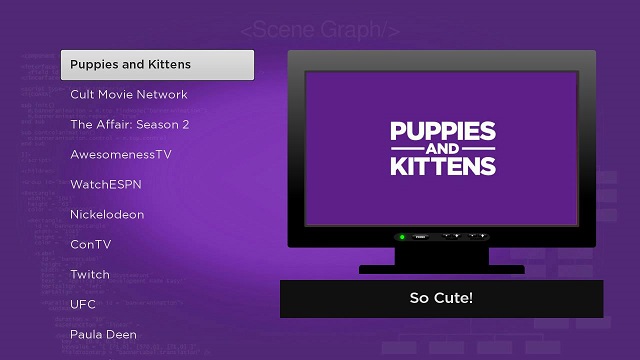 <Scene Graph/>
Puppies and Kittens
Cult Movie Network
The Affair: Season 2
AwesomenessTV
WatchESPN
Nickelodeon
ConTV
Twitch
UFC
Paula Deen
PUPPIES
AND
KITTENS
So Cute!